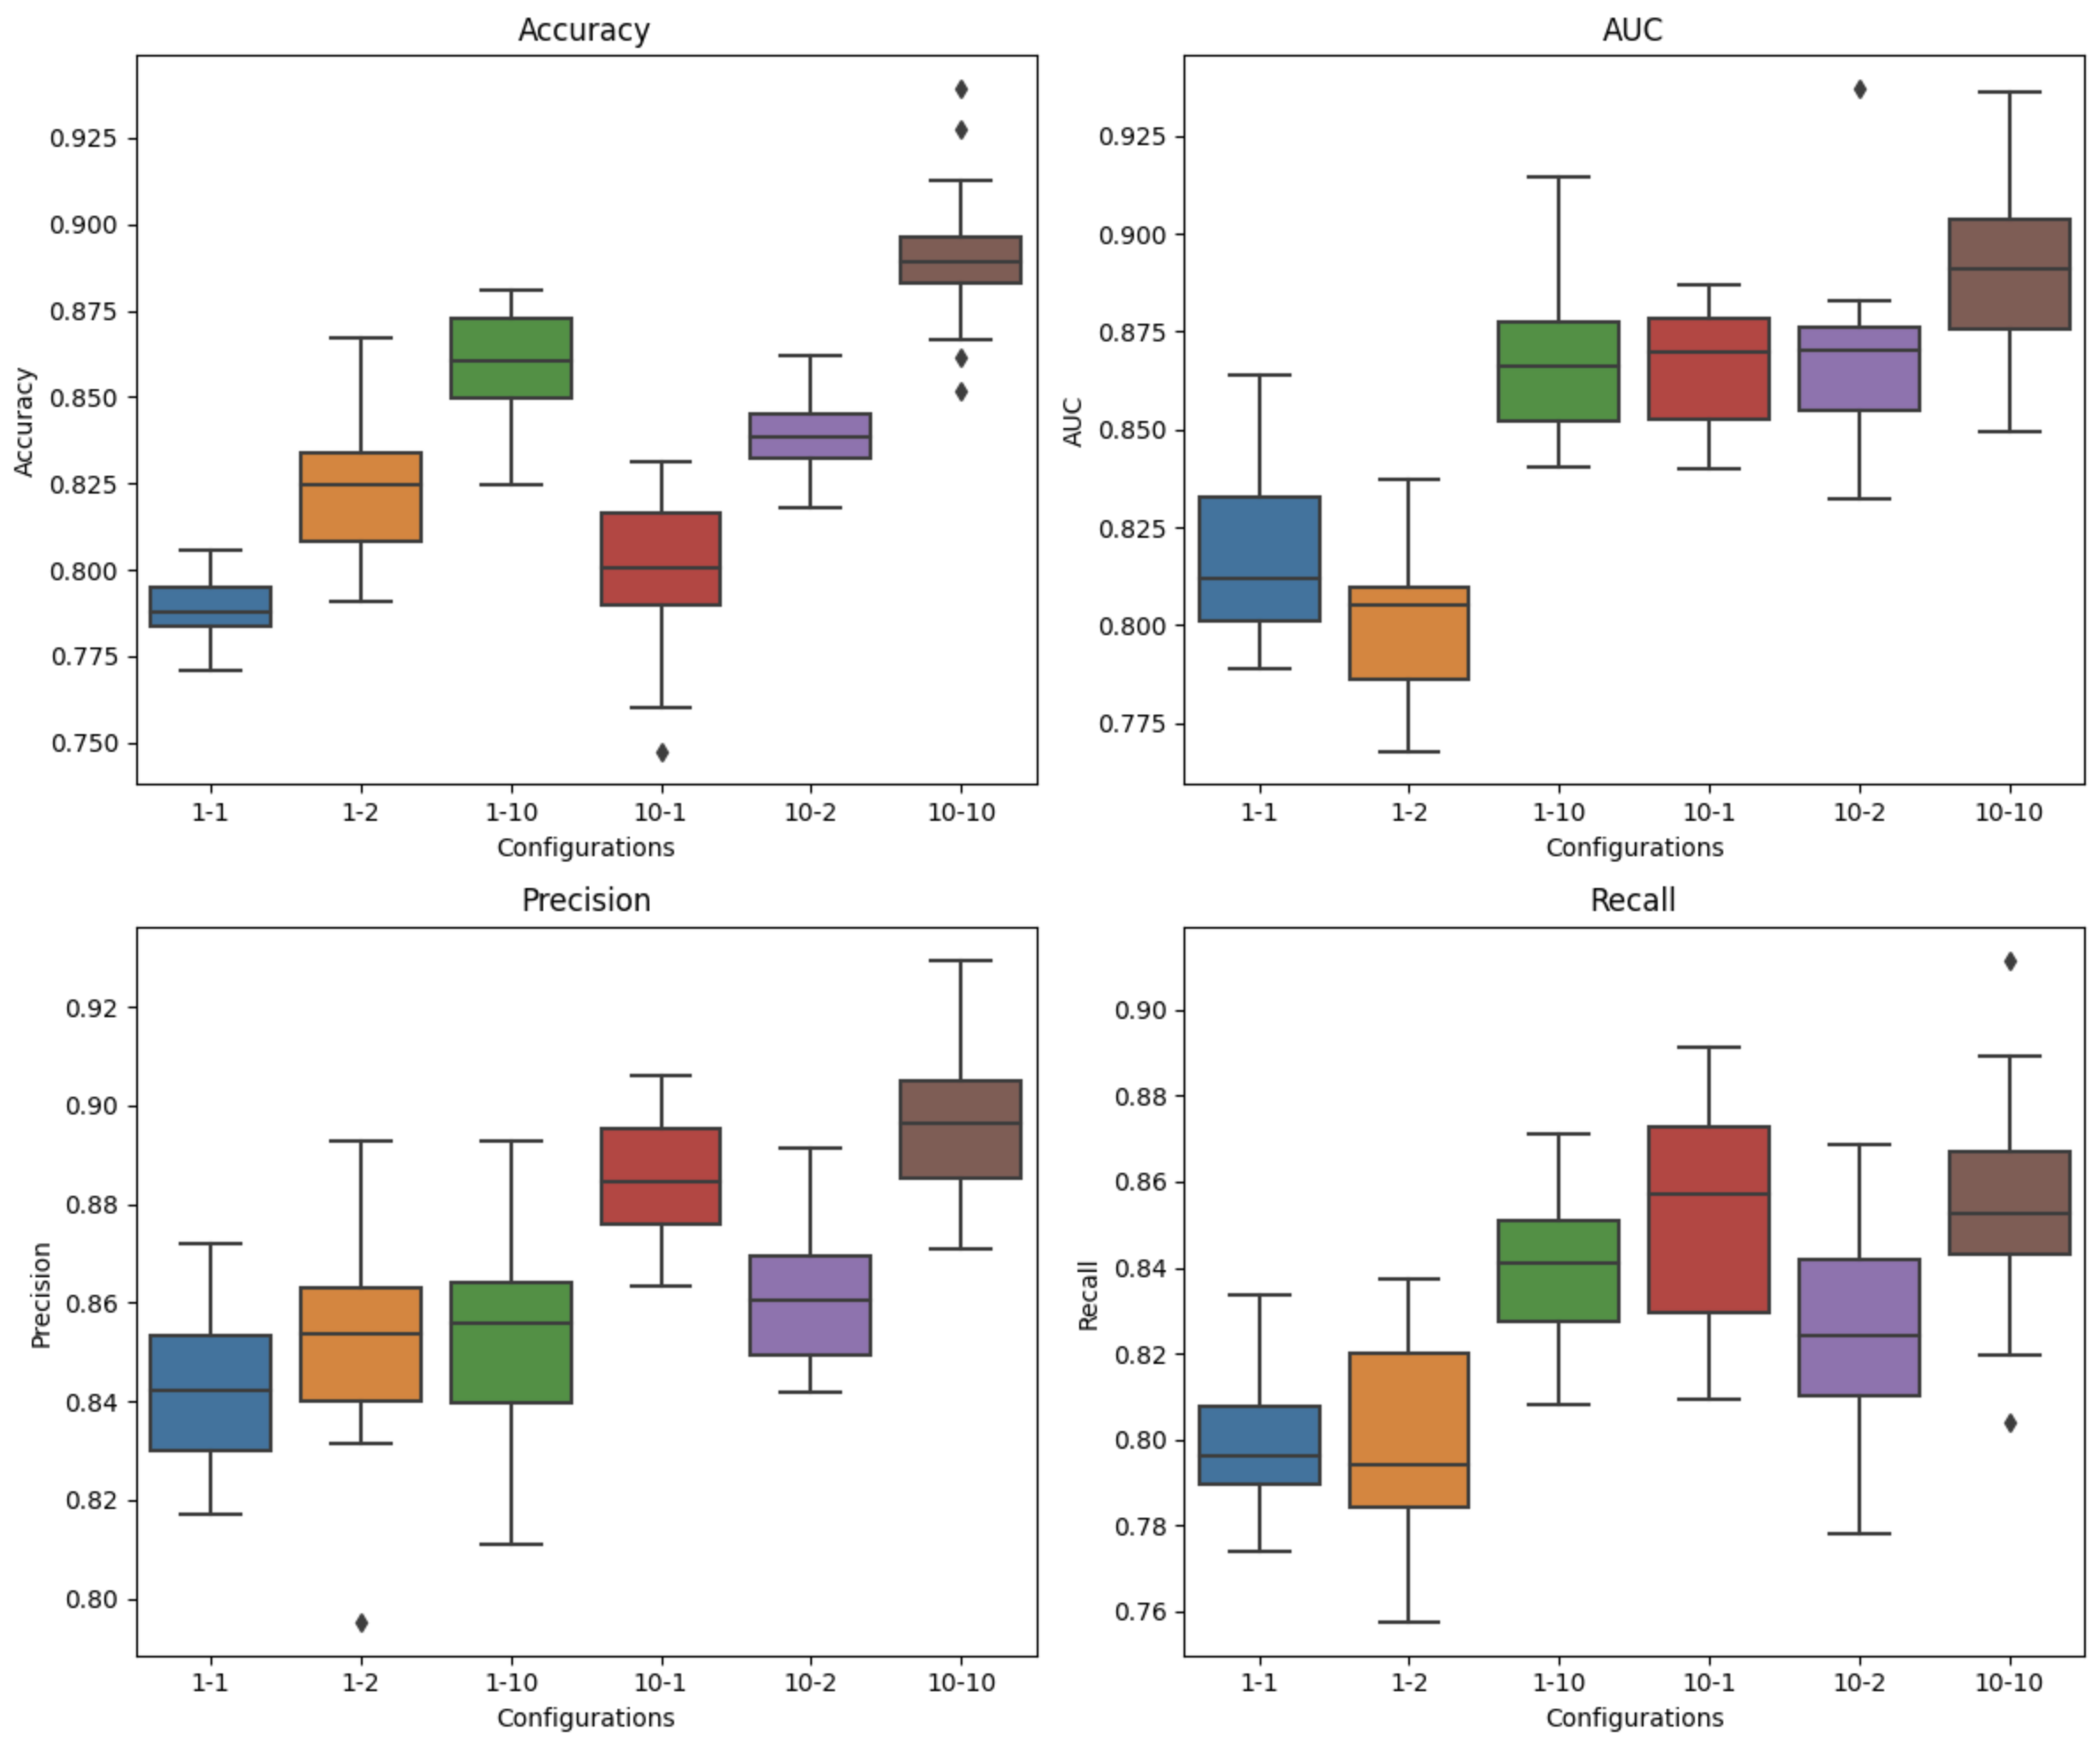 Accuracy
Accuracy
0.925
0.900
0.875
0.850
0.825
0.800
0.775
0.750
1-1 1-2 1-10 10-1 10-2 10-10
Configurations
AUC
AUC
0.925
0.900
0.875
0.850
0.825
0.800
0.775
1-1 1-2 1-10 10-1 10-2 10-10
Configurations
Precision
Precision
0.92
0.90
0.88
0.86
0.84
0.82
0.80
1-1 1-2 1-10 10-1 10-2 10-10
Configurations
Recall
Recall
0.90
0.88
0.86
0.84
0.82
0.80
0.78
0.76
1-1 1-2 1-10 10-1 10-2 10-10
Configurations